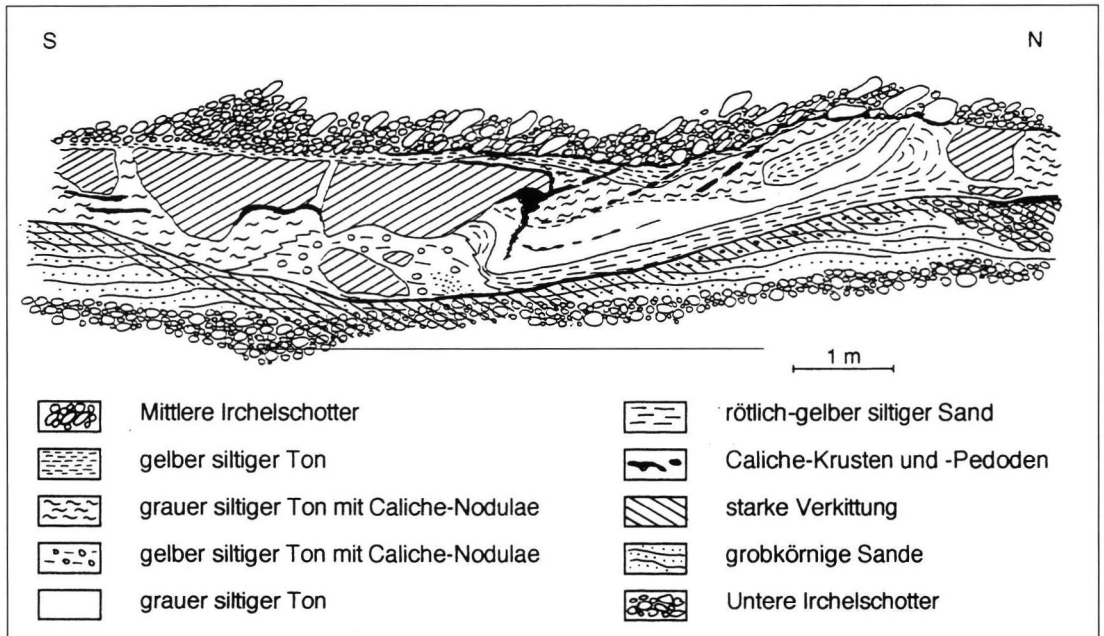 S
N
1 m
Mittlere Irchelschotter
gelber siltiger Ton
grauer siltiger Ton mit Caliche-Nodulae
gelber siltiger Ton mit Caliche-Nodulae
grauer siltiger Ton
rötlich-gelber siltiger Sand
Caliche-Krusten und -Pedoden
starke Verkittung
grobkörnige Sande
Untere Irchelschotter